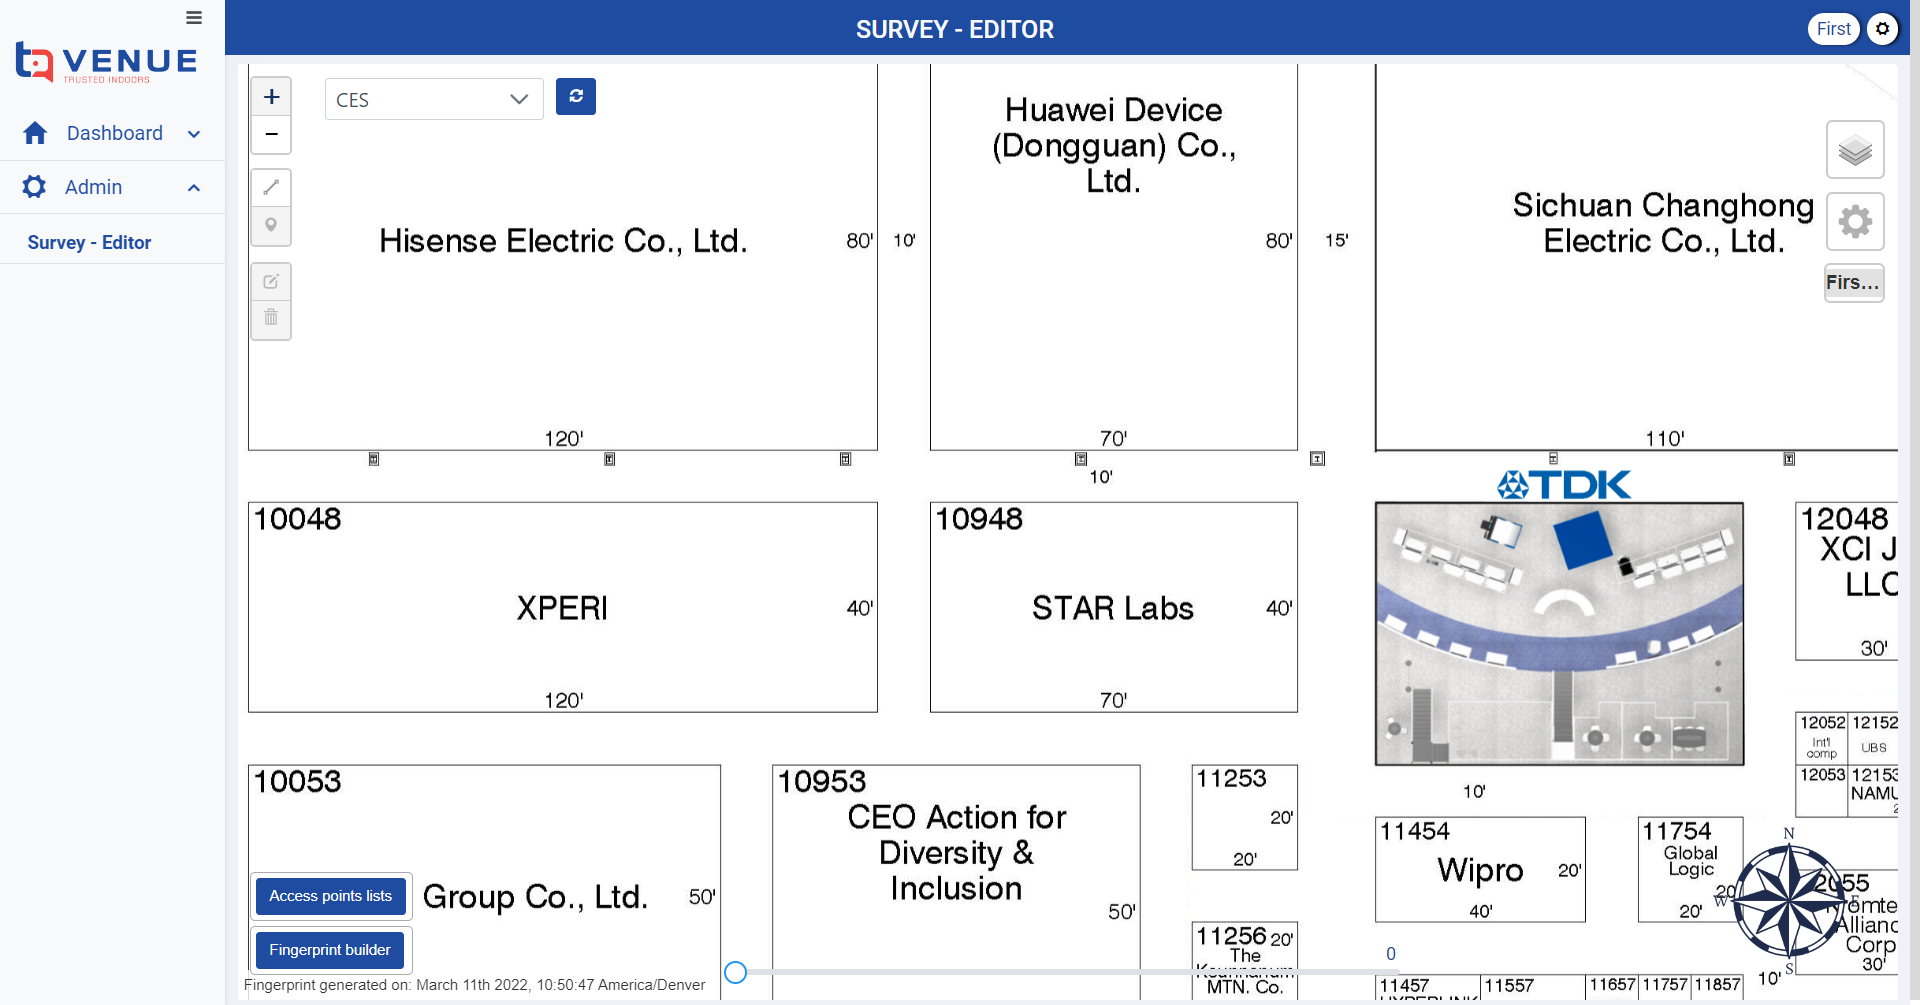 SURVEY - EDITOR
First
VENUE
TRUSTED INDOORS
Dashboard
Admin
Survey - Editor
+
−
CES
Hisense Electric Co., Ltd.
80'
10'
120'
Huawei Device
(Dongguan) Co.,
Ltd.
80'
15'
70'
10'
Sichuan Changhong
Electric Co., Ltd.
110'
Firs...
TDK
10048
XPERI
40'
120'
10948
STAR Labs
40'
70'
12048
XCI J
LLC
30'
12052
Int'l
comp
12152
UBS
12053
12153
NAMU
2
10053
Group Co., Ltd.
50'
10953
CEO Action for
Diversity &
Inclusion
50'
11253
20'
20'
11256 20'
The
MTN. Co.
10'
11454
Wipro
20'
40'
11754
Global
Logic
20
20'
N
W
E
S
2055
omte
Allianc
Corp
30'
10'
0
11457
11557
11657
11757
11857
Access points lists
Fingerprint builder
Fingerprint generated on: March 11th 2022, 10:50:47 America/Denver